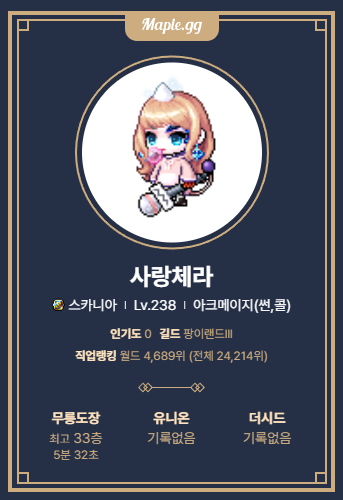 Maple.gg
사랑체라
스카니아 | Lv.238 | 아크메이지(썬,콜)
인기도 0 길드 팡이랜드III
직업랭킹 월드 4,689위 (전체 24,214위)
무릉도장 유니온 더시드
최고 33층 기록없음 기록없음
5분 32초